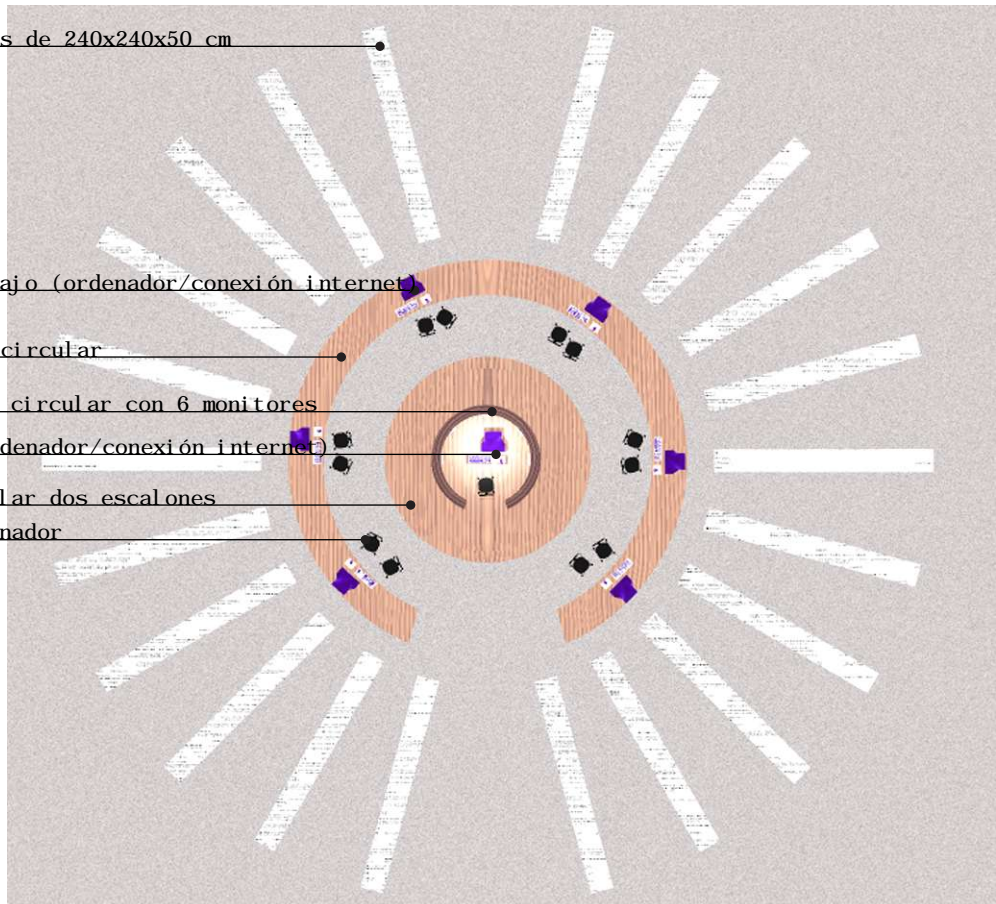 s de 240x240x50 cm
ajo (ordenador/conexión internet)
circular
circular con 6 monitores
denador/conexión internet)
lar dos escalones
nador